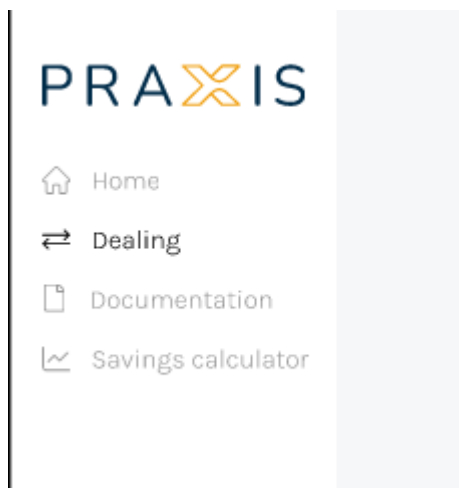 PRAXIS
Home
Dealing
Documentation
Savings calculator